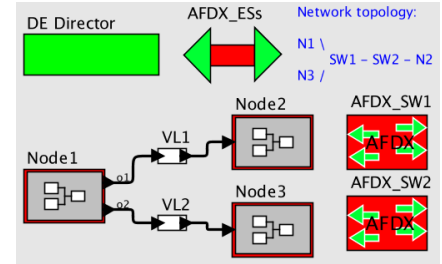 DE Director
AFDX_ESs
Network topology:
N1 \
SW1 – SW2 – N2
N3 /
Node1
o1
o2
VL1
VL2
Node2
Node3
AFDX_SW1
AFDX
AFDX_SW2
AFDX